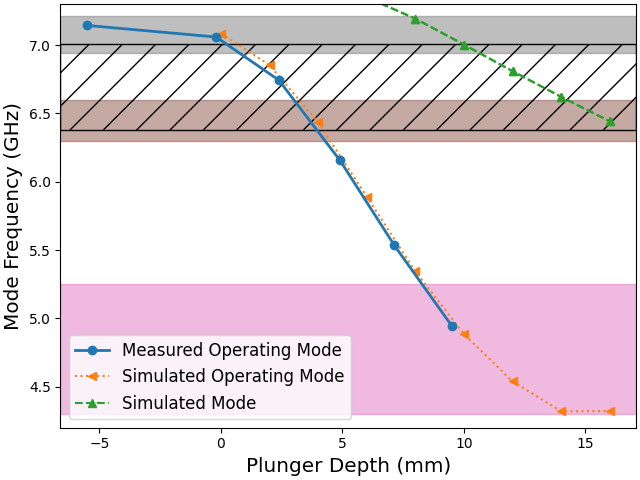 7.0
6.5
6.0
5.5
5.0
4.5
Mode Frequency (GHz)
Measured Operating Mode
Simulated Operating Mode
Simulated Mode
−5
0
5
10
15
Plunger Depth (mm)